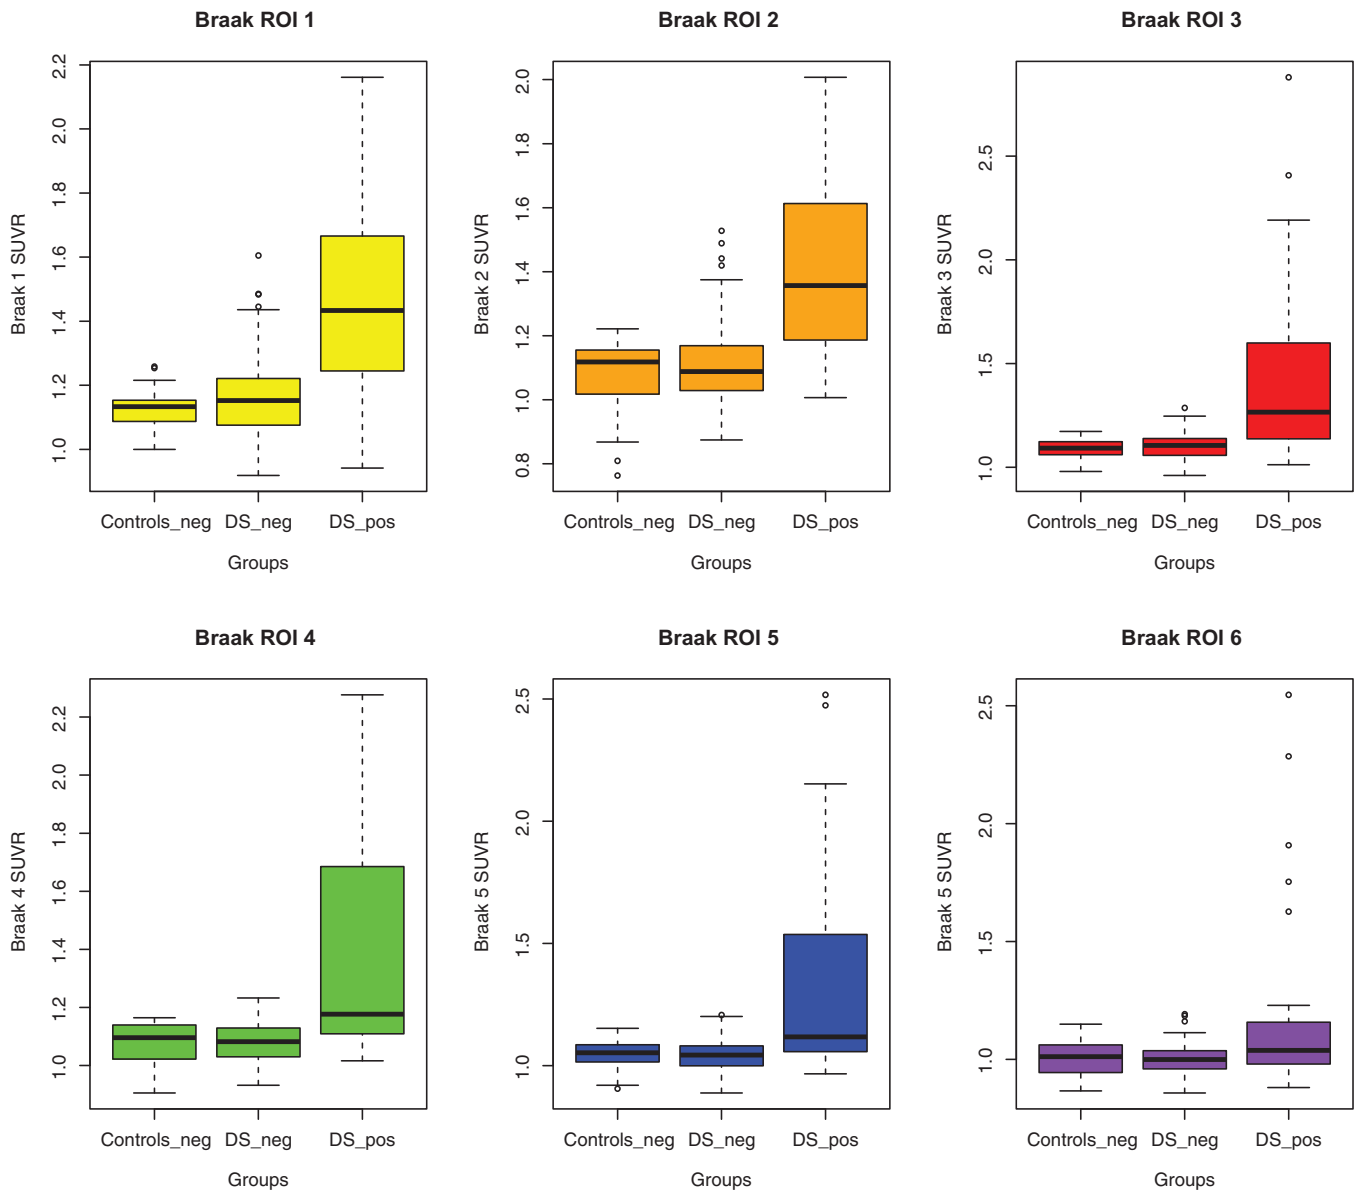 Braak ROI 1
Braak 1 SUVR
2.2
2.0
1.8
1.6
1.4
1.2
1.0
Controls_neg DS_neg DS_pos
Groups
Braak ROI 2
Braak 2 SUVR
2.0
1.8
1.6
1.4
1.2
1.0
0.8
Controls_neg DS_neg DS_pos
Groups
Braak ROI 3
Braak 3 SUVR
2.5
2.0
1.5
1.0
Controls_neg DS_neg DS_pos
Groups
Braak ROI 4
Braak 4 SUVR
2.2
2.0
1.8
1.6
1.4
1.2
1.0
Controls_neg DS_neg DS_pos
Groups
Braak ROI 5
Braak 5 SUVR
2.5
2.0
1.5
1.0
Controls_neg DS_neg DS_pos
Groups
Braak ROI 6
Braak 5 SUVR
2.5
2.0
1.5
1.0
Controls_neg DS_neg DS_pos
Groups